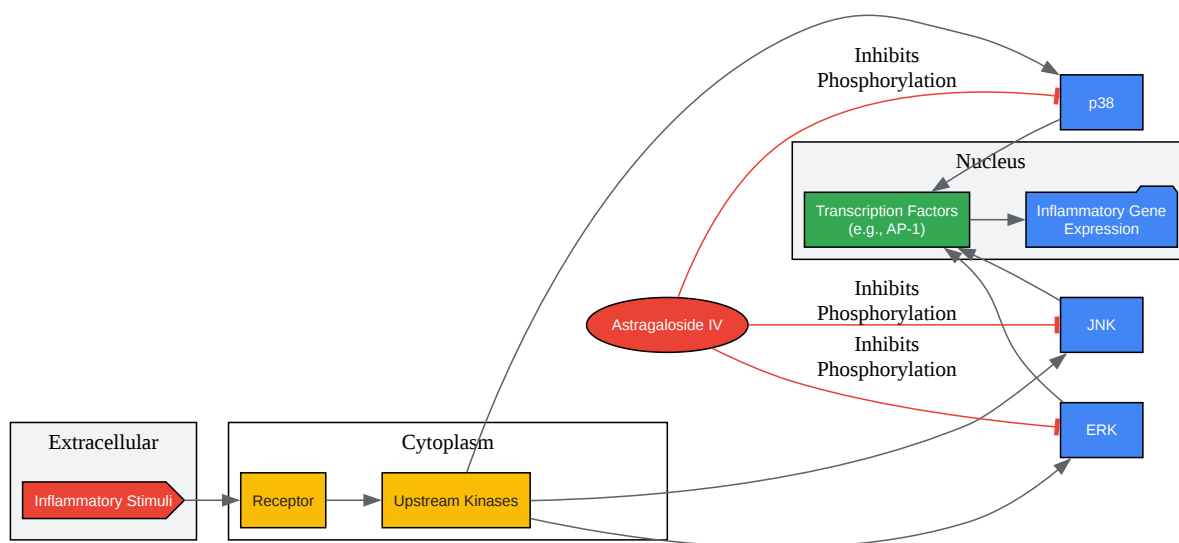 Inhibits
Phosphorylation
p38
Nucleus
Transcription Factors
(e.g., AP-1)
Inflammatory Gene
Expression
Inhibits
Phosphorylation
Astragaloside IV
JNK
Inhibits
Phosphorylation
ERK
Extracellular
Cytoplasm
Inflammatory Stimuli
Receptor
Upstream Kinases